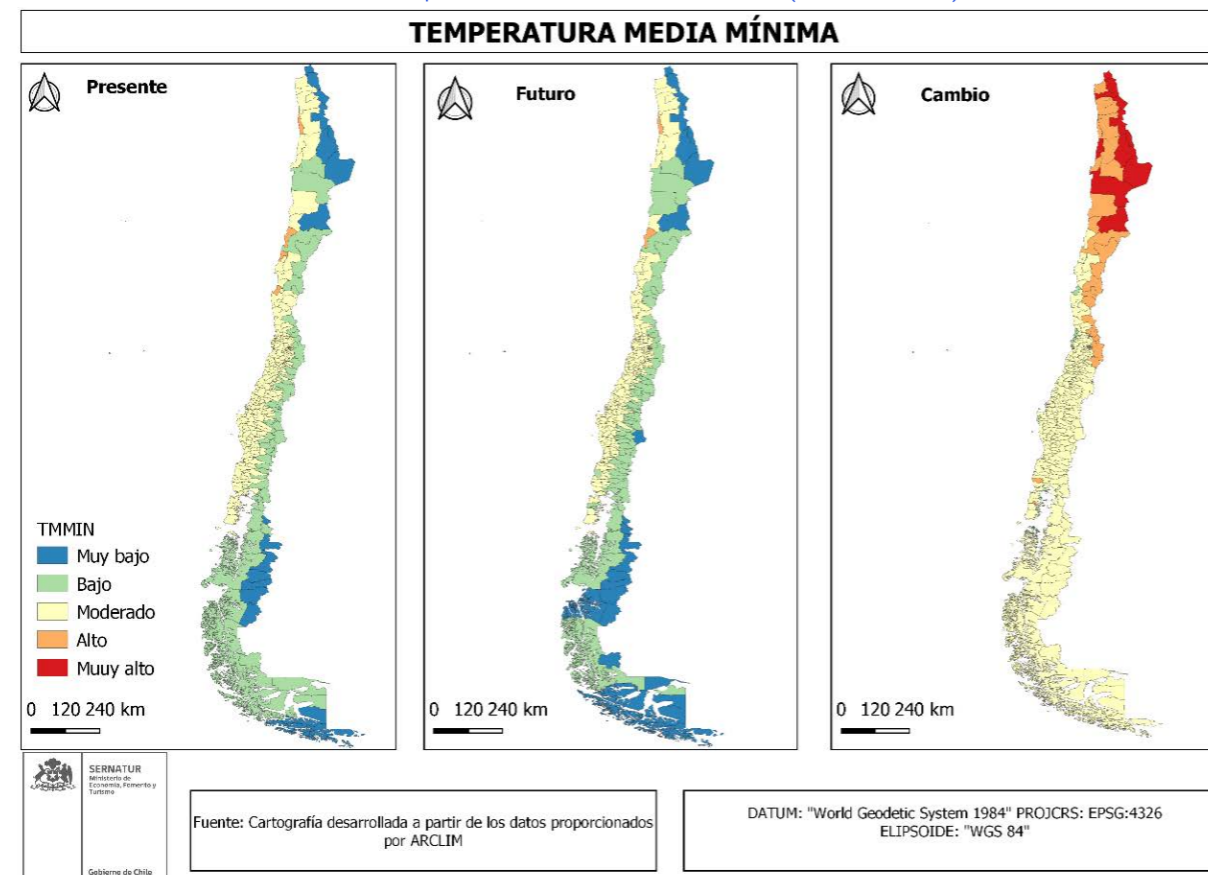 TEMPERATURA MEDIA MÍNIMA
Presente
Futuro
Cambio
TMMIN
Muy bajo
Bajo
Moderado
Alto
Muuy alto
0 120 240 km
0 120 240 km
0 120 240 km
SERNATUR
Ministerio de
Economía, Fomento y
Turismo
Gobierno de Chile
Fuente: Cartografía desarrollada a partir de los datos proporcionados
por ARCLIM
DATUM: "World Geodetic System 1984" PROJCRS: EPSG:4326
ELIPSOIDE: "WGS 84"